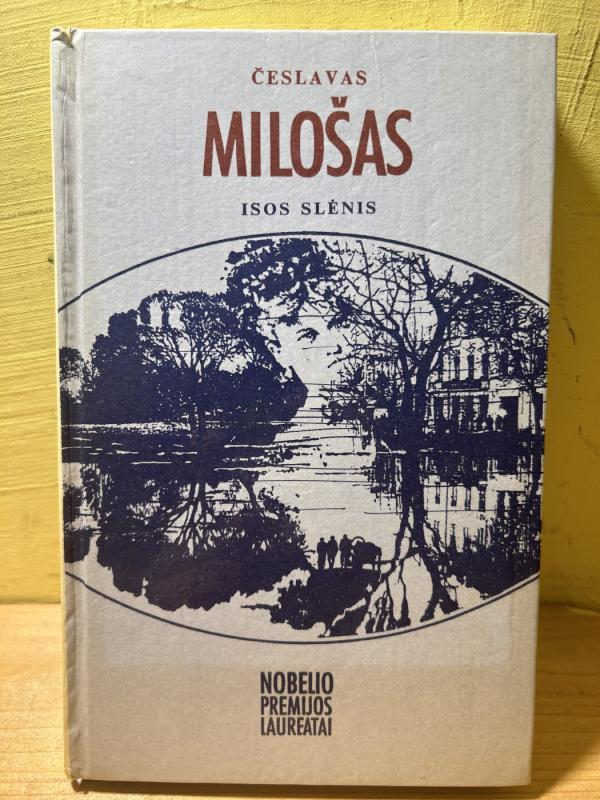 ČESLAVAS
MILOŠAS
ISOS SLĖNIS
NOBELIO
PREMIJOS
LAUREATAI